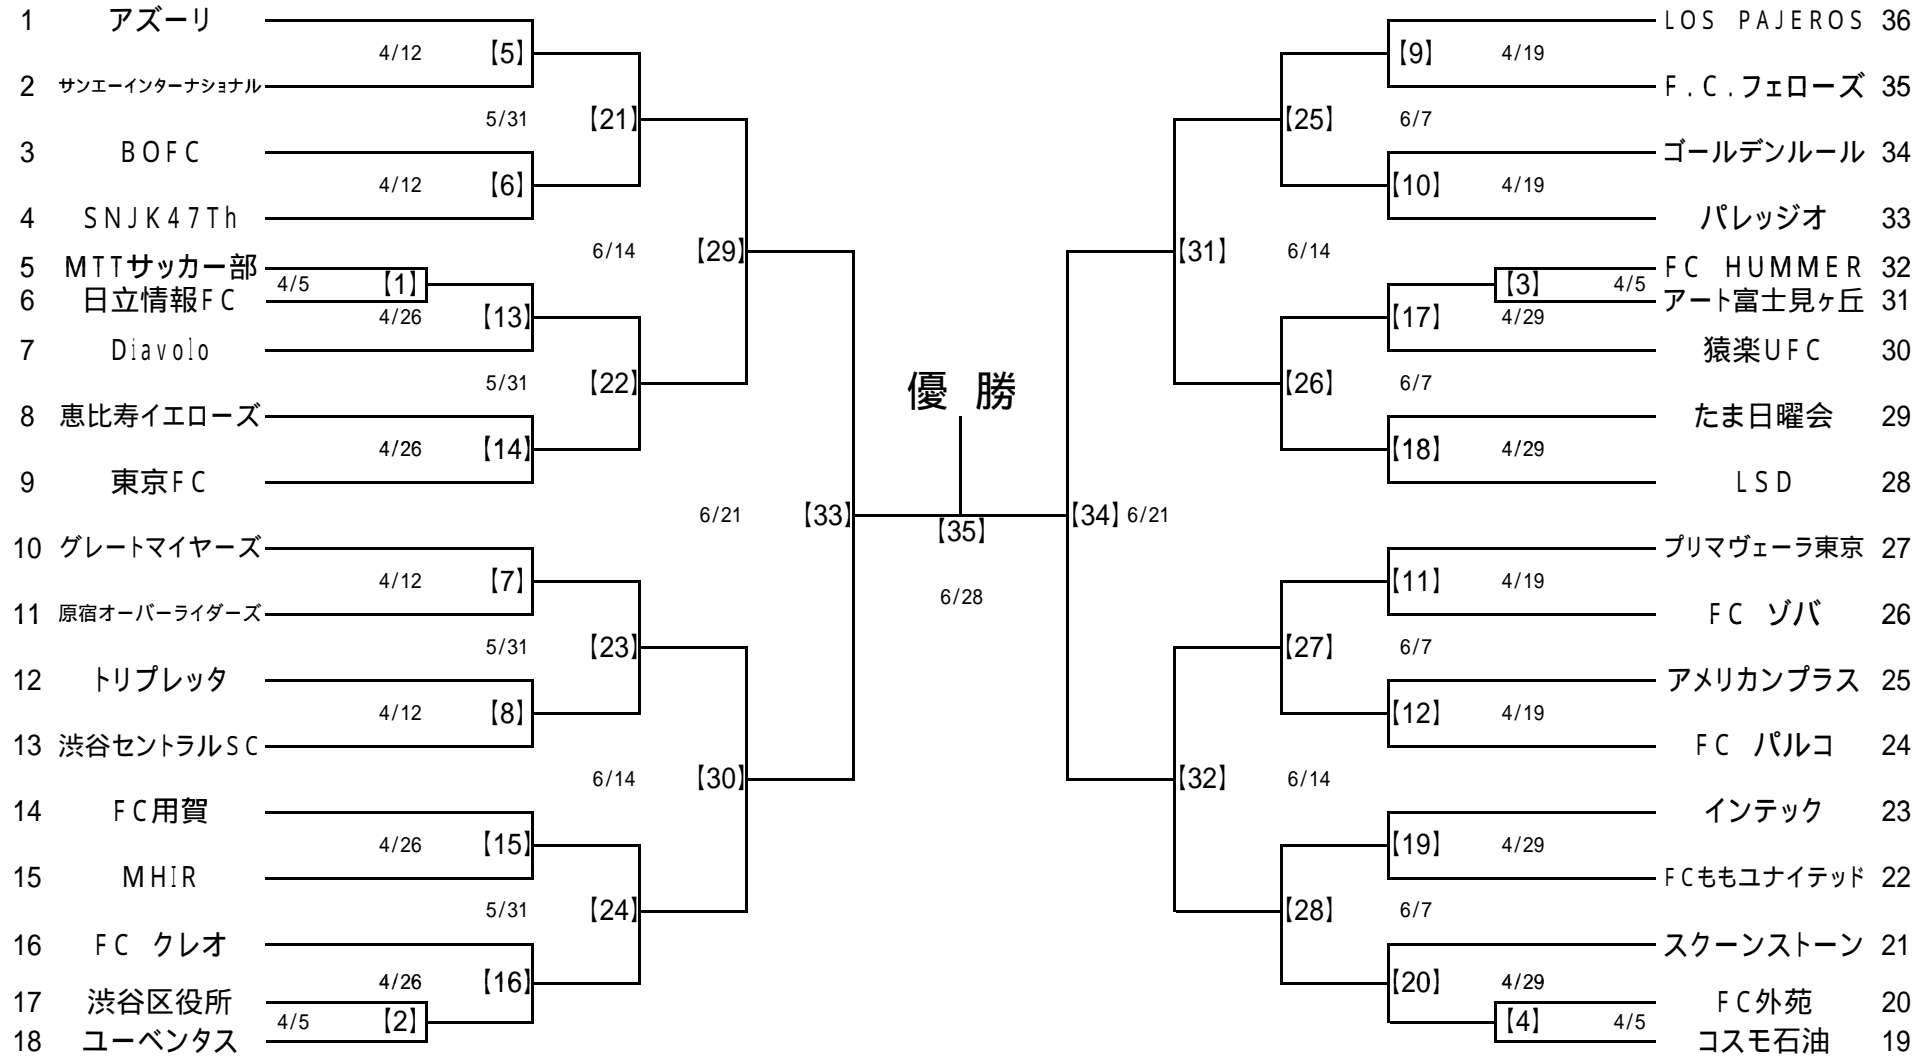 1 アズーリ
4/12 【5】
2 サンエーインターナショナル
5/31 【21】
3 BOFC
4/12 【6】
4 SNJK47Th
6/14 【29】
5 MTTサッカー部
4/5 【1】
6 日立情報FC
4/26 【13】
7 Diavolo
5/31 【22】
8 恵比寿イエローズ
4/26 【14】
9 東京FC
6/21 【33】
10 グレートマイヤーズ
4/12 【7】
11 原宿オーバーライダーズ
5/31 【23】
12 トリプレッタ
4/12 【8】
13 渋谷セントラルSC
6/14 【30】
14 FC用賀
4/26 【15】
15 MHIR
5/31 【24】
16 FC クレオ
4/26 【16】
17 渋谷区役所
4/5 【2】
18 ユーベンタス
優 勝
【35】
6/28
LOS PAJEROS 36
【9】 4/19
F.C.フェローズ 35
【25】 6/7
ゴールデンルール 34
【10】 4/19
パレッジオ 33
【31】 6/14
FC HUMMER 32
【3】 4/5
アート富士見ヶ丘 31
【17】 4/29
猿楽UFC 30
【26】 6/7
たま日曜会 29
【18】 4/29
LSD 28
【34】 6/21
プリマヴェーラ東京 27
【11】 4/19
FC ゾバ 26
【27】 6/7
アメリカンプラス 25
【12】 4/19
FC パルコ 24
【32】 6/14
インテック 23
【19】 4/29
FCももユナイテッド 22
【28】 6/7
スクーンストーン 21
【20】 4/29
FC外苑 20
【4】 4/5
コスモ石油 19